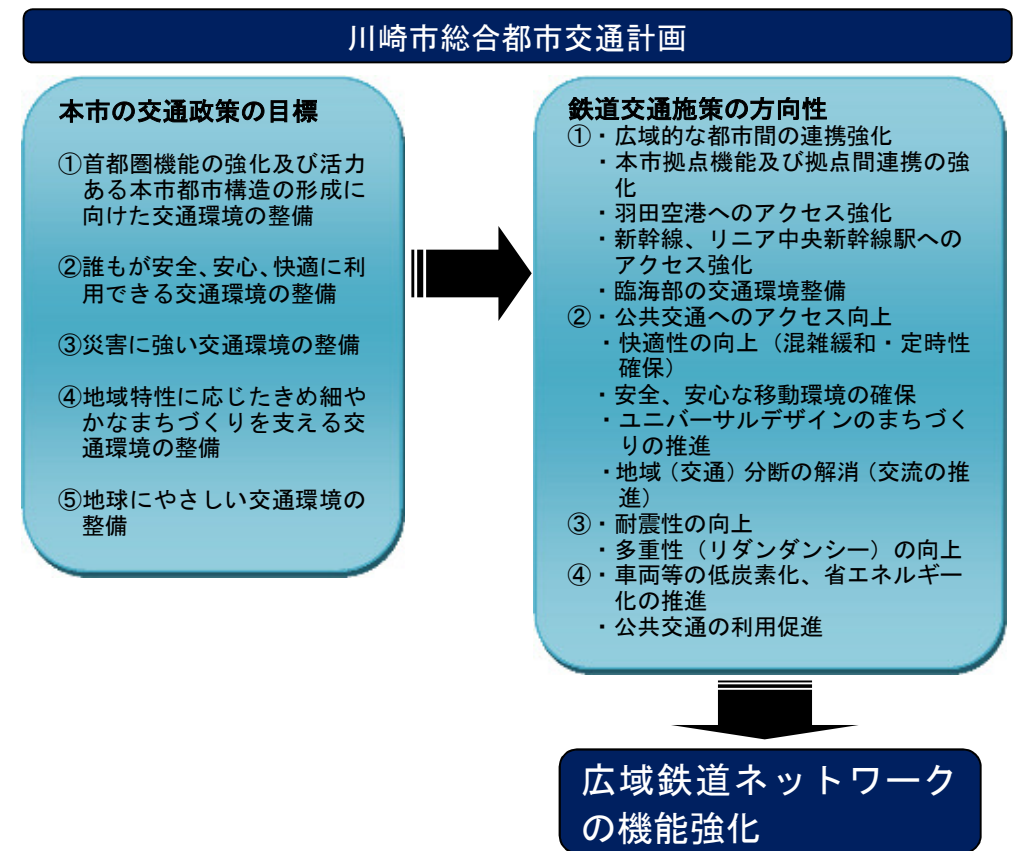 川崎市総合都市交通計画
本市の交通政策の目標
①首都圏機能の強化及び活力
ある本市都市構造の形成に
向けた交通環境の整備
②誰もが安全、安心、快適に利
用できる交通環境の整備
③災害に強い交通環境の整備
④地域特性に応じたきめ細や
かなまちづくりを支える交
通環境の整備
⑤地球にやさしい交通環境の
整備
鉄道交通施策の方向性
①・広域的な都市間の連携強化
・本市拠点機能及び拠点間連携の強
化
・羽田空港へのアクセス強化
・新幹線、リニア中央新幹線駅への
アクセス強化
・臨海部の交通環境整備
②・公共交通へのアクセス向上
・快適性の向上（混雑緩和・定時性
確保）
・安全、安心な移動環境の確保
・ユニバーサルデザインのまちづく
りの推進
・地域（交通）分断の解消（交流の推
進）
③・耐震性の向上
・多重性（リダンダンシー）の向上
④・車両等の低炭素化、省エネルギー
化の推進
・公共交通の利用促進
広域鉄道ネットワーク
の機能強化